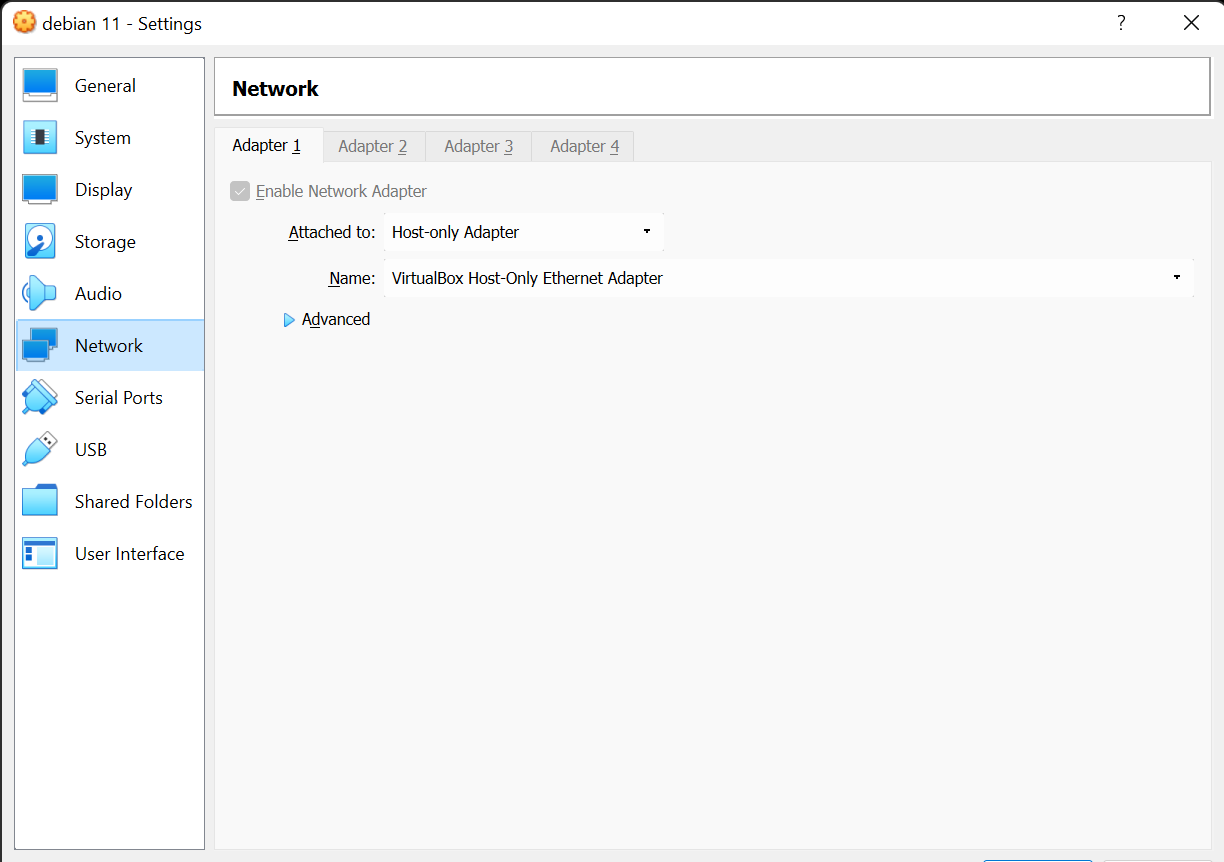 debian 11 - Settings
?
General
System
Display
Storage
Audio
Network
Serial Ports
USB
Shared Folders
User Interface
Network
Adapter 1
Adapter 2
Adapter 3
Adapter 4
Enable Network Adapter
Attached to: Host-only Adapter
Name: VirtualBox Host-Only Ethernet Adapter
Advanced